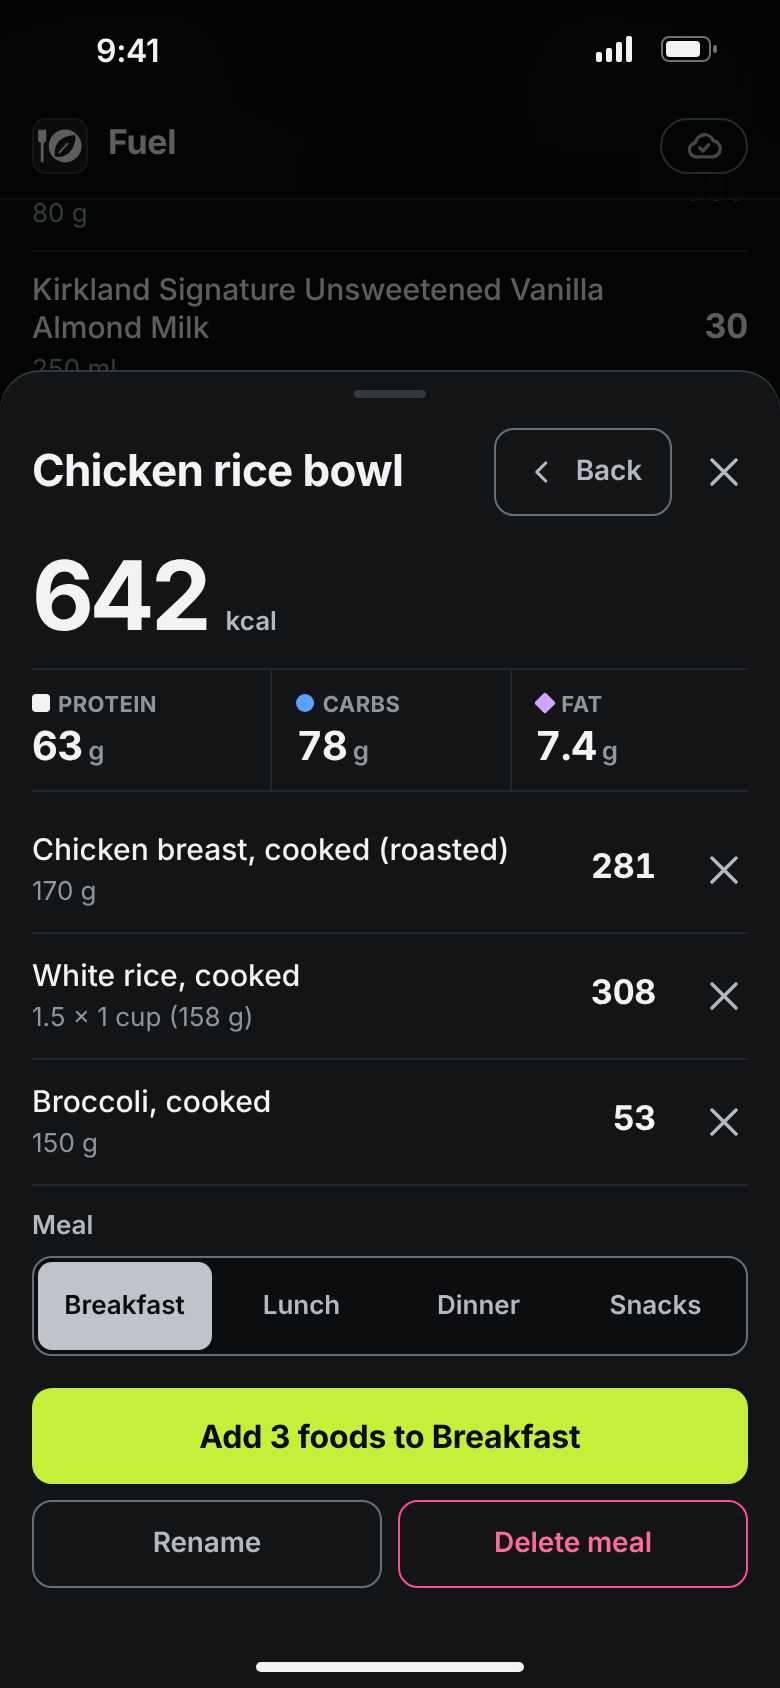 9:41
Fuel
80 g
Kirkland Signature Unsweetened Vanilla
Almond Milk
30
250 ml
Chicken rice bowl
Back
642 kcal
PROTEIN
63 g
CARBS
78 g
FAT
7.4 g
Chicken breast, cooked (roasted)
281
170 g
White rice, cooked
308
1.5 × 1 cup (158 g)
Broccoli, cooked
53
150 g
Meal
Breakfast
Lunch
Dinner
Snacks
Add 3 foods to Breakfast
Rename
Delete meal